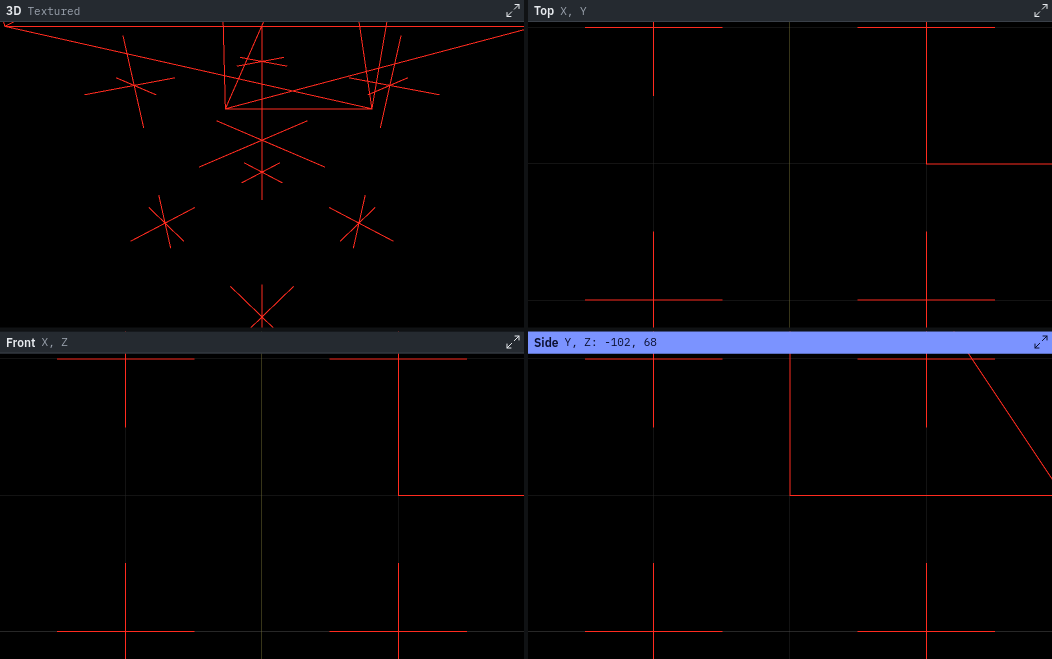 3D Textured
Top X, Y
Front X, Z
Side Y, Z: -102, 68